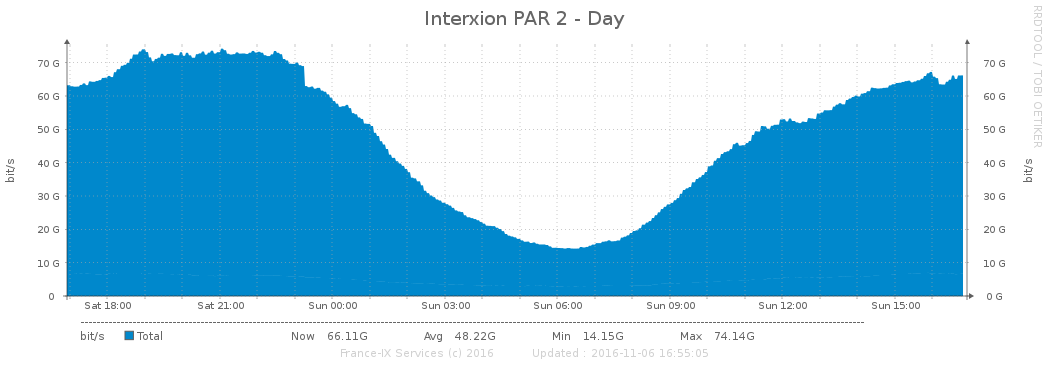 Interxion PAR 2 - Day
RRDTOOL / TOBI OETIKER
bit/s
bit/s
70 G 70 G
60 G 60 G
50 G 50 G
40 G 40 G
30 G 30 G
20 G 20 G
10 G 10 G
0 0 G
Sat 18:00 Sat 21:00 Sun 00:00 Sun 03:00 Sun 06:00 Sun 09:00 Sun 12:00 Sun 15:00
bit/s Total Now 66.11G Avg 48.22G Min 14.15G Max 74.14G
France-IX Services (c) 2016 Updated : 2016-11-06 16:55:05